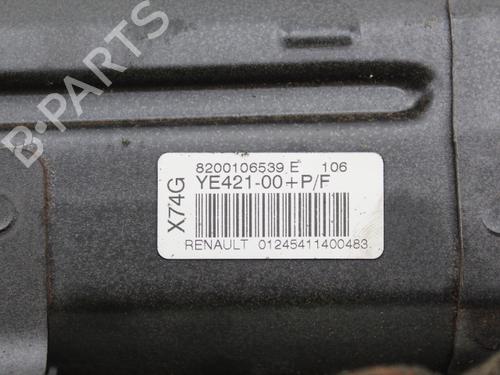 B-PARTS
8200106539 E 106
X74G
YE421-00+P/F
RENAULT 01245411400483